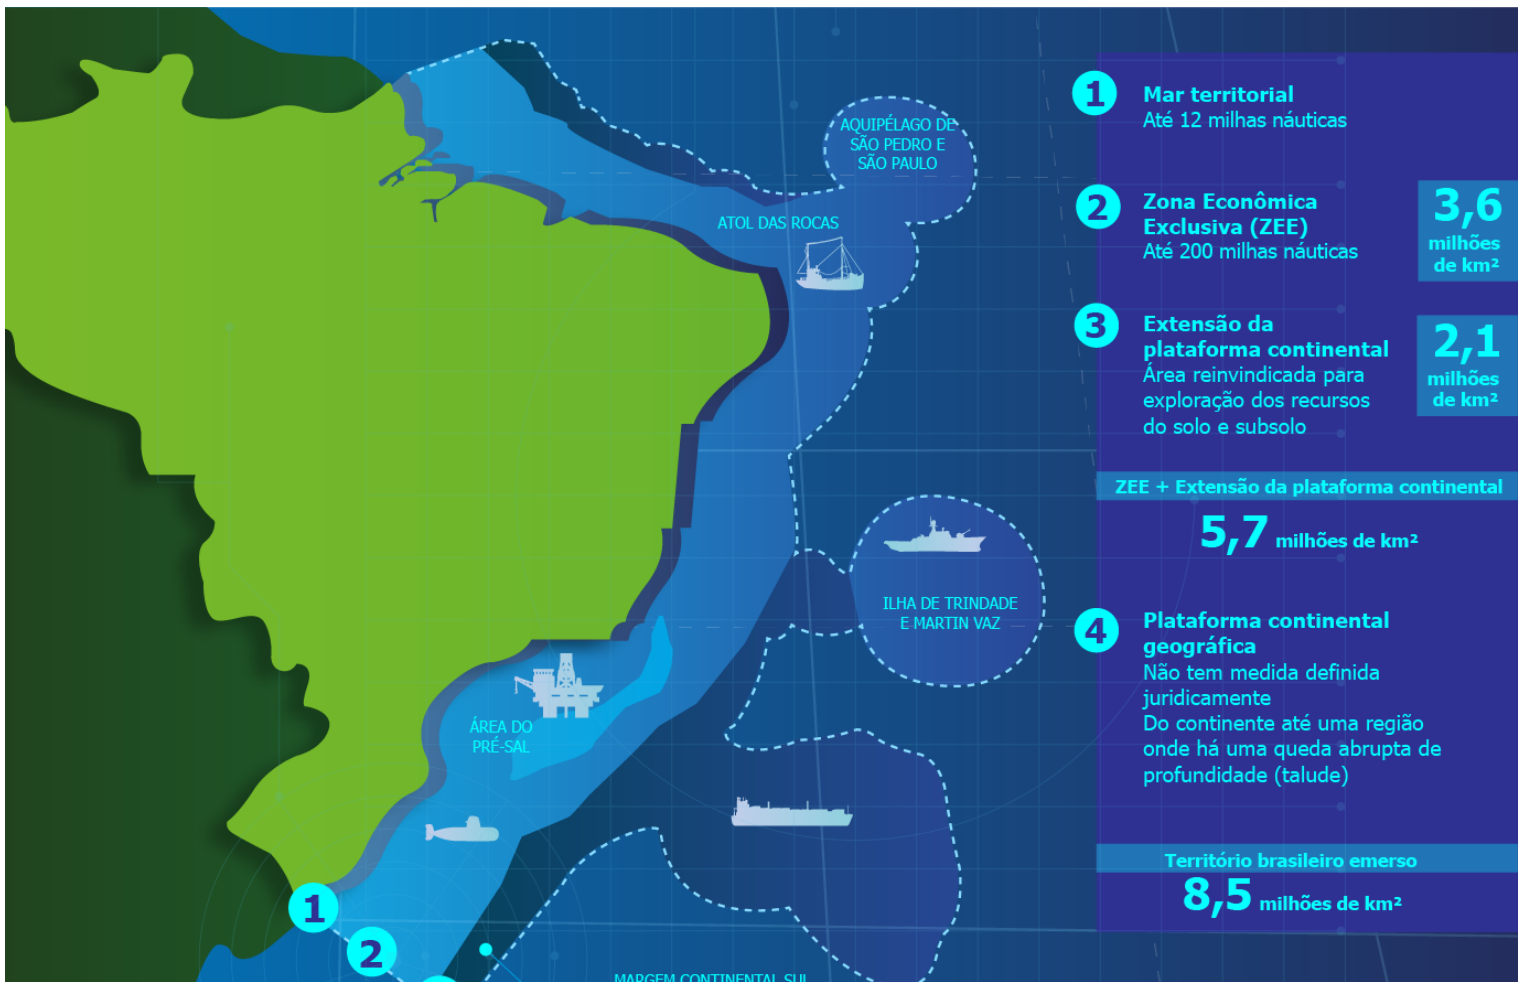 AQUIPÉLAGO DE
SÃO PEDRO E
SÃO PAULO
ATOL DAS ROCAS
ILHA DE TRINDADE
E MARTIN VAZ
ÁREA DO
PRÉ-SAL
1
2
MARGEM CONTINENTAL SUL
1
Mar territorial
Até 12 milhas náuticas
2
Zona Econômica
Exclusiva (ZEE)
Até 200 milhas náuticas
3,6
milhões
de km²
3
Extensão da
plataforma continental
Área reinvindicada para
exploração dos recursos
do solo e subsolo
2,1
milhões
de km²
ZEE + Extensão da plataforma continental
5,7 milhões de km²
4
Plataforma continental
geográfica
Não tem medida definida
juridicamente
Do continente até uma região
onde há uma queda abrupta de
profundidade (talude)
Território brasileiro emerso
8,5 milhões de km²